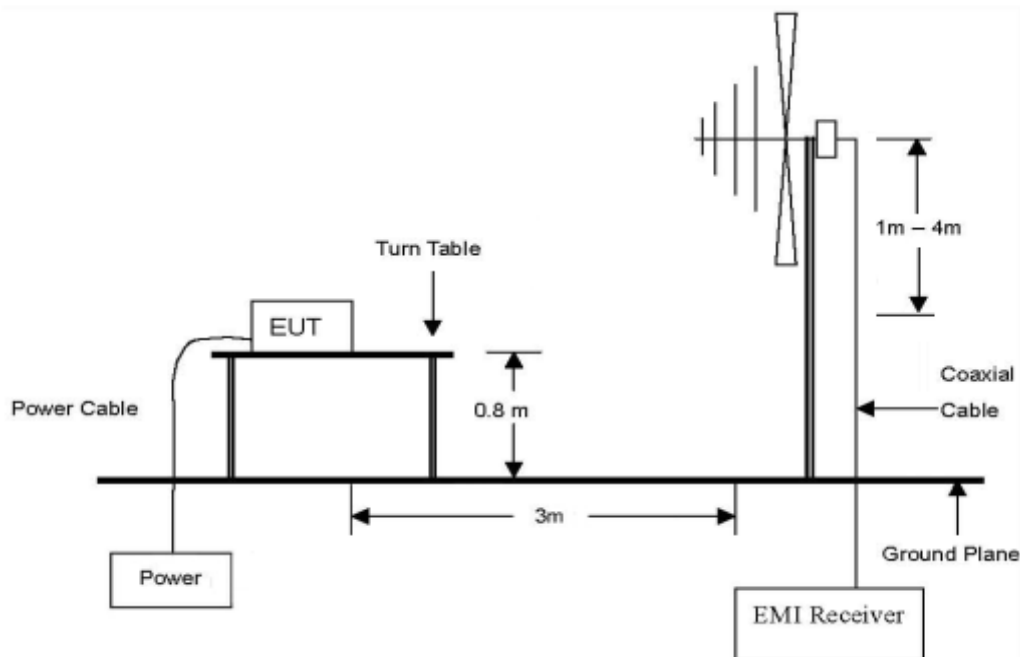 1m – 4m
Turn Table
EUT
Coaxial
Cable
Power Cable
0.8 m
3m
Ground Plane
Power
EMI Receiver